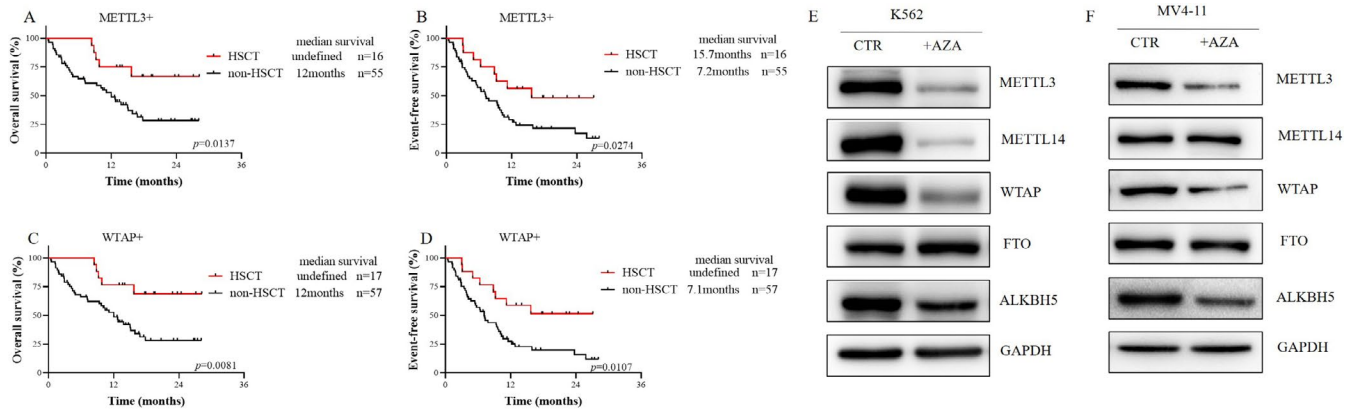 A
METTL3+
Overall survival (%)
100
75
50
25
0
0
12
24
36
Time (months)
median survival
HSCT undefined n=16
non-HSCT 12months n=55
p=0.0137
B
METTL3+
Event-free survival (%)
100
75
50
25
0
0
12
24
36
Time (months)
median survival
HSCT 15.7months n=16
non-HSCT 7.2months n=55
p=0.0274
C
WTAP+
Overall survival (%)
100
75
50
25
0
0
12
24
36
Time (months)
median survival
HSCT undefined n=17
non-HSCT 12months n=57
p=0.0081
D
WTAP+
Event-free survival (%)
100
75
50
25
0
0
12
24
36
Time (months)
median survival
HSCT undefined n=17
non-HSCT 7.1months n=57
p=0.0107
E
K562
CTR +AZA
METTL3
METTL14
WTAP
FTO
ALKBH5
GAPDH
F
MV4-11
CTR +AZA
METTL3
METTL14
WTAP
FTO
ALKBH5
GAPDH